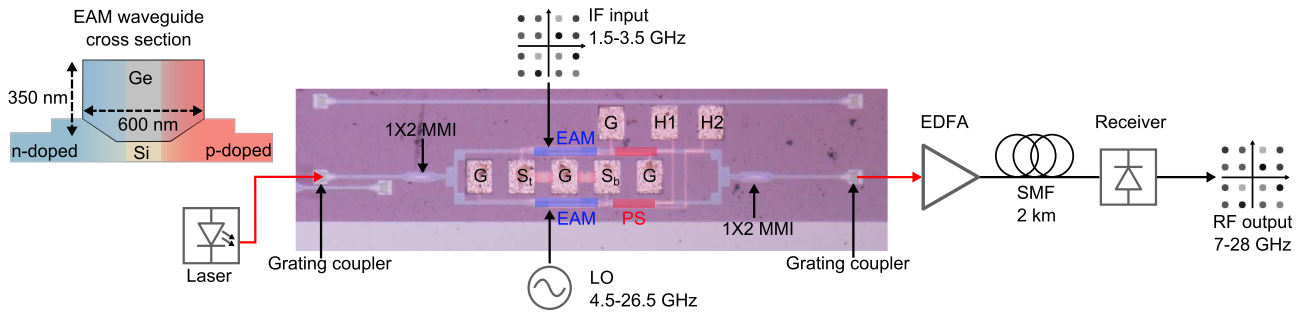 EAM waveguide
cross section
Ge
350 nm
600 nm
n-doped
Si
p-doped
IF input
1.5-3.5 GHz
1X2 MMI
G
H1
H2
EAM
G
St
G
Sb
G
EAM
PS
1X2 MMI
Laser
Grating coupler
LO
4.5-26.5 GHz
Grating coupler
EDFA
SMF
2 km
Receiver
RF output
7-28 GHz